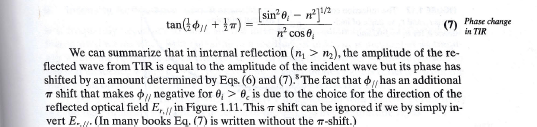 tan(½ϕ// + ½π) = [sin²θᵢ − n²]^1/2 / n² cos θᵢ (7) Phase change in TIR
We can summarize that in internal reflection (n₁ > n₂), the amplitude of the re-
flected wave from TIR is equal to the amplitude of the incident wave but its phase has
shifted by an amount determined by Eqs. (6) and (7).⁸ The fact that ϕ// has an additional
π shift that makes ϕ// negative for θᵢ > θc is due to the choice for the direction of the
reflected optical field Er,// in Figure 1.11. This π shift can be ignored if we by simply in-
vert Er,//. (In many books Eq. (7) is written without the π-shift.)